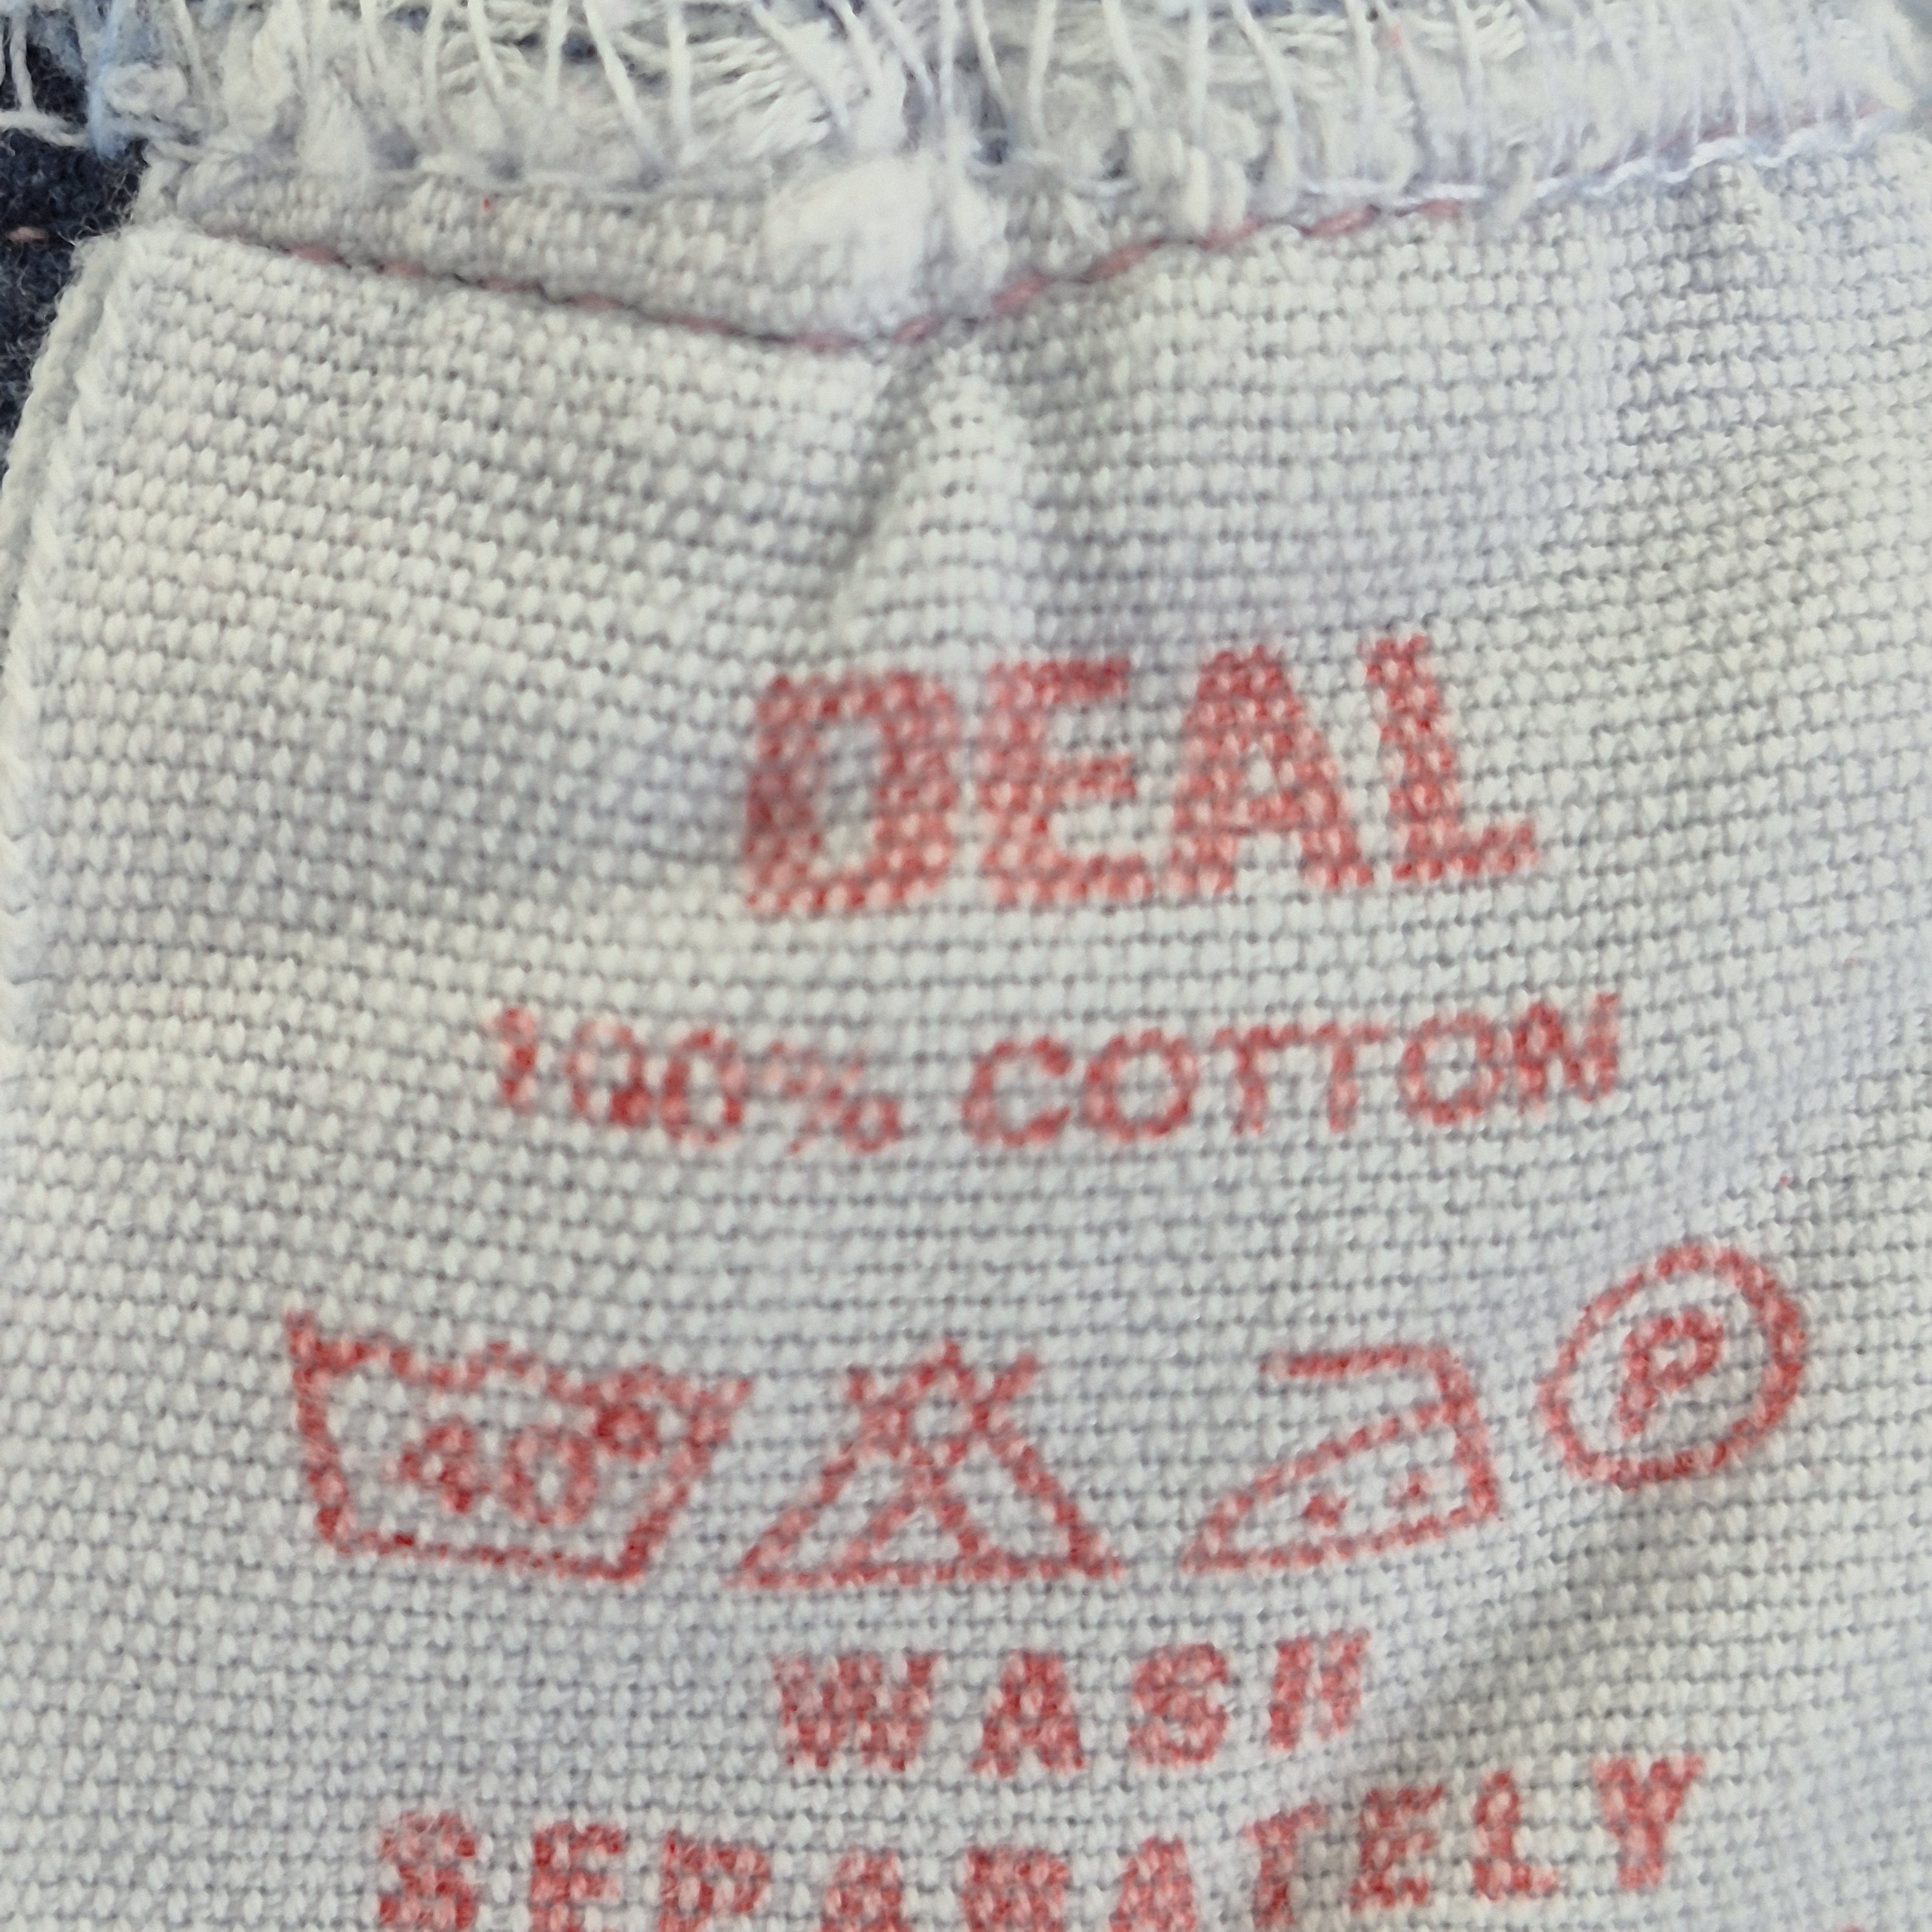 DEAL
100% COTTON
40° P
WASH
SEPARATELY